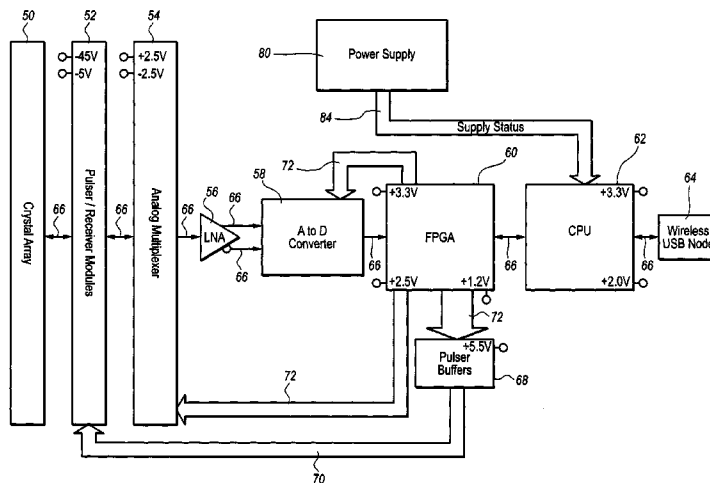 50
52
54
80
Power Supply
-45V
-5V
+2.5V
-2.5V
84
Supply Status
72
60
62
58
+3.3V
+3.3V
64
56
66
Crystal Array
66
Pulser / Receiver Modules
66
Analog Multiplexer
66
LNA
66
A to D
Converter
66
FPGA
66
CPU
66
Wireless
USB Node
+2.5V
+1.2V
+2.0V
72
+5.5V
Pulser
Buffers
68
72
70